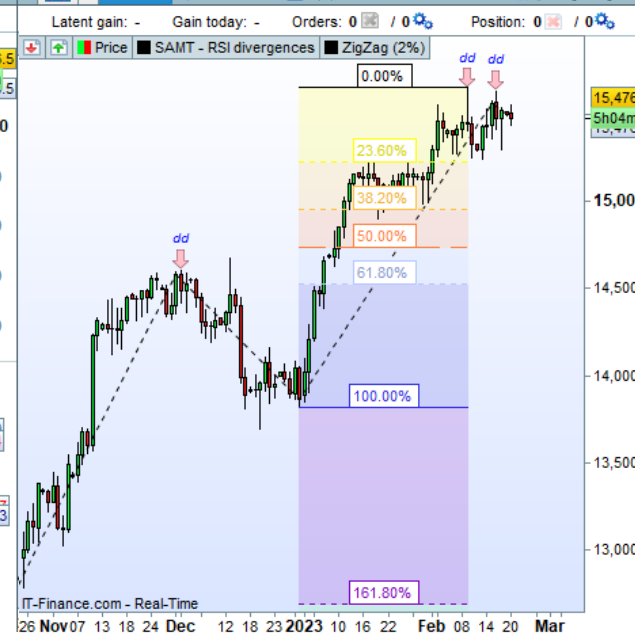 Latent gain: - Gain today: - Orders: 0 / 0 Position: 0 / 0
Price SAMT - RSI divergences ZigZag (2%)
dd dd
0.00%
15,476
5h04m
23.60%
38.20%
15,00
50.00%
dd
61.80%
14,500
14,000
100.00%
13,500
13,000
161.80%
IT-Finance.com - Real-Time
26 Nov 07 13 18 24 Dec 12 18 23 2023 10 16 22 Feb 08 14 20 Mar